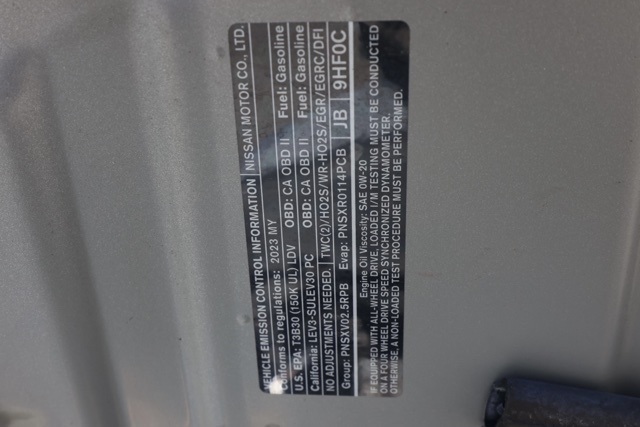 VEHICLE EMISSION CONTROL INFORMATION NISSAN MOTOR CO., LTD.
Conforms to regulations: 2023 MY
U.S. EPA: T3B30 (150K UL) LDV OBD: CA OBD II Fuel: Gasoline
California: LEV3-SULEV30 PC OBD: CA OBD II Fuel: Gasoline
NO ADJUSTMENTS NEEDED. TWC(2)/HO2S/WR-HO2S/EGR/EGRC/DFI
Group: PNSXV02.5RPB Evap: PNSXR0114PCB JB 9HF0C
Engine Oil Viscosity: SAE 0W-20
IF EQUIPPED WITH ALL-WHEEL DRIVE, LOADED I/M TESTING MUST BE CONDUCTED
ON A FOUR WHEEL DRIVE SPEED SYNCHRONIZED DYNAMOMETER.
OTHERWISE, A NON-LOADED TEST PROCEDURE MUST BE PERFORMED.